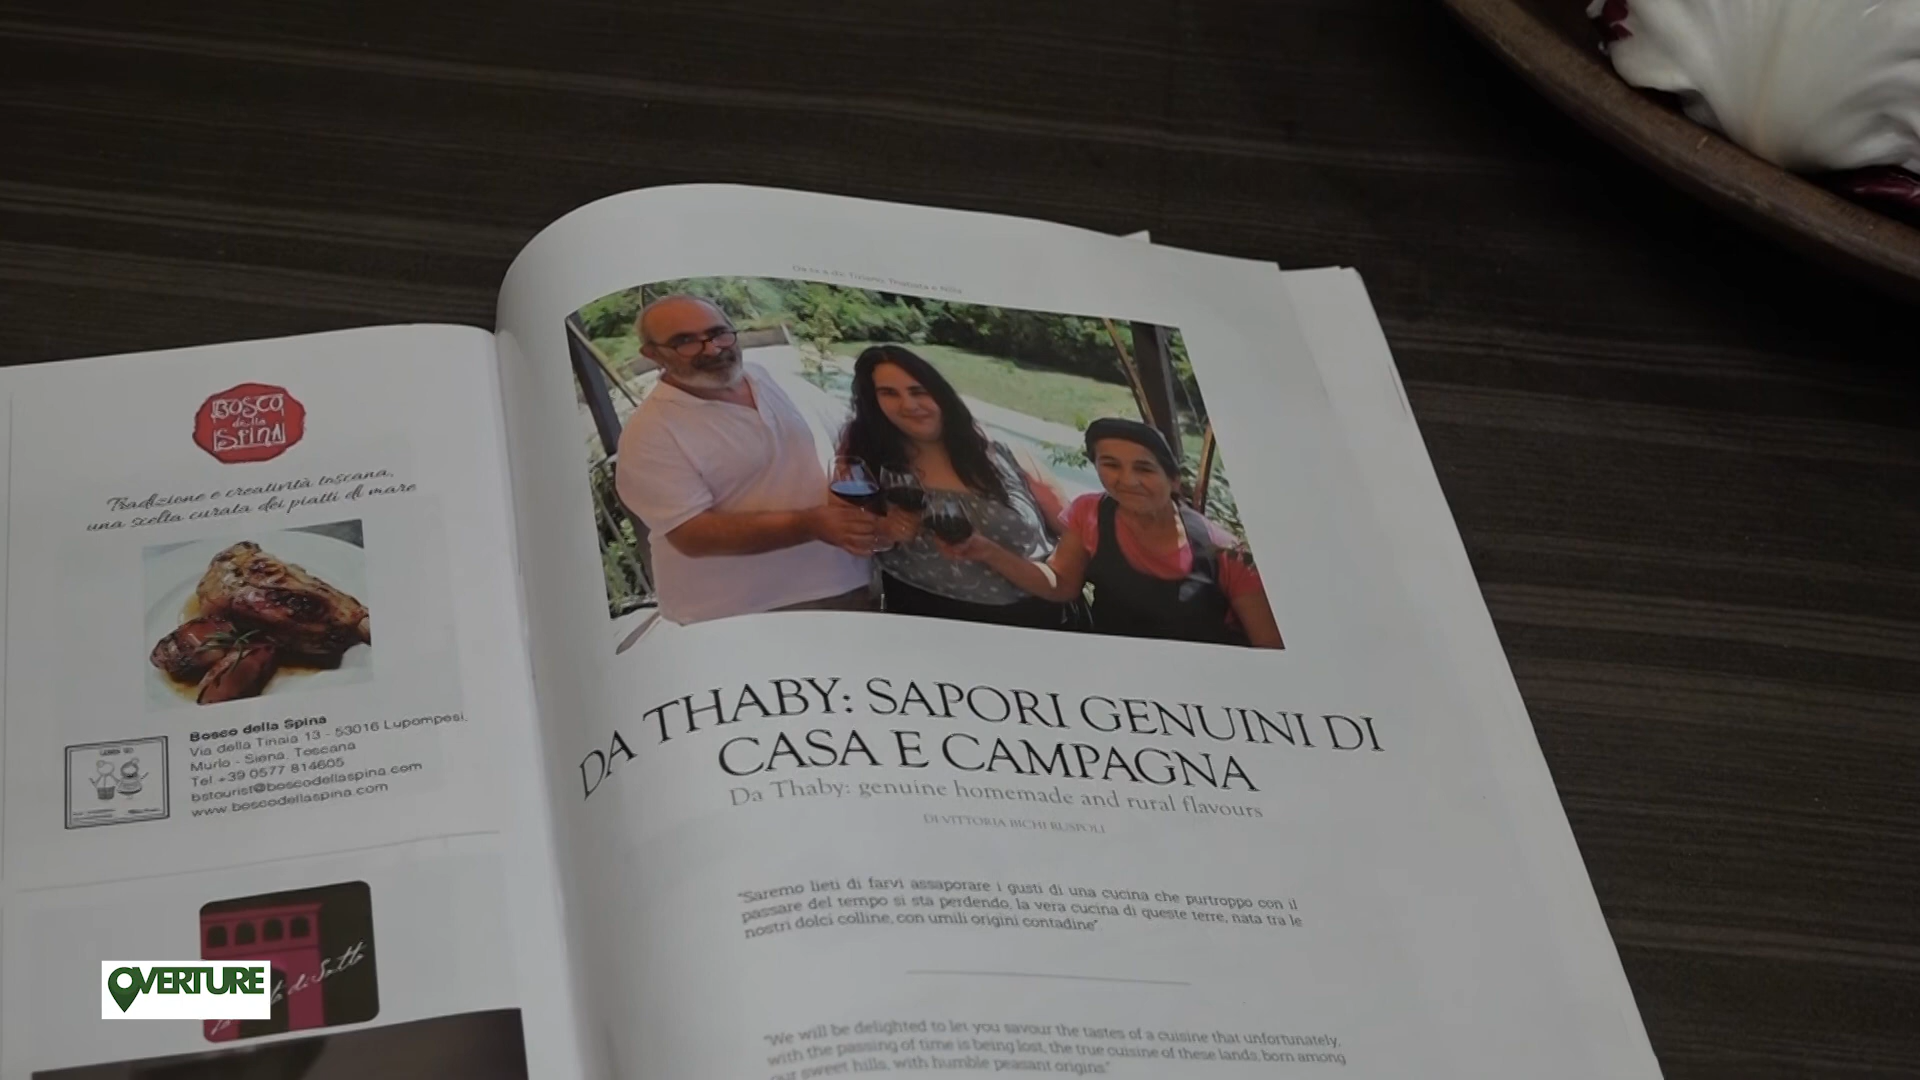 BOSCO
della
SPINA
Tradizione e creatività toscana,
una scelta curata dei piatti di mare
Bosco della Spina
Via della Tinaia 13 - 53016 Lupompesi,
Murlo - Siena, Toscana
Tel +39 0577 814605
bstourist@boscodellaspina.com
www.boscodellaspina.com
di Sotto
OVERTURE
DA THABY: SAPORI GENUINI DI
CASA E CAMPAGNA
Da Thaby: genuine homemade and rural flavours
DI VITTORIA BICHI RUSPOLI
"Saremo lieti di farvi assaporare i gusti di una cucina che purtroppo con il
passare del tempo si sta perdendo, la vera cucina di queste terre, nata tra le
nostri dolci colline, con umili origini contadine"
"We will be delighted to let you savour the tastes of a cuisine that unfortunately,
with the passing of time is being lost, the true cuisine of these lands, born among
our sweet hills, with humble peasant origins."